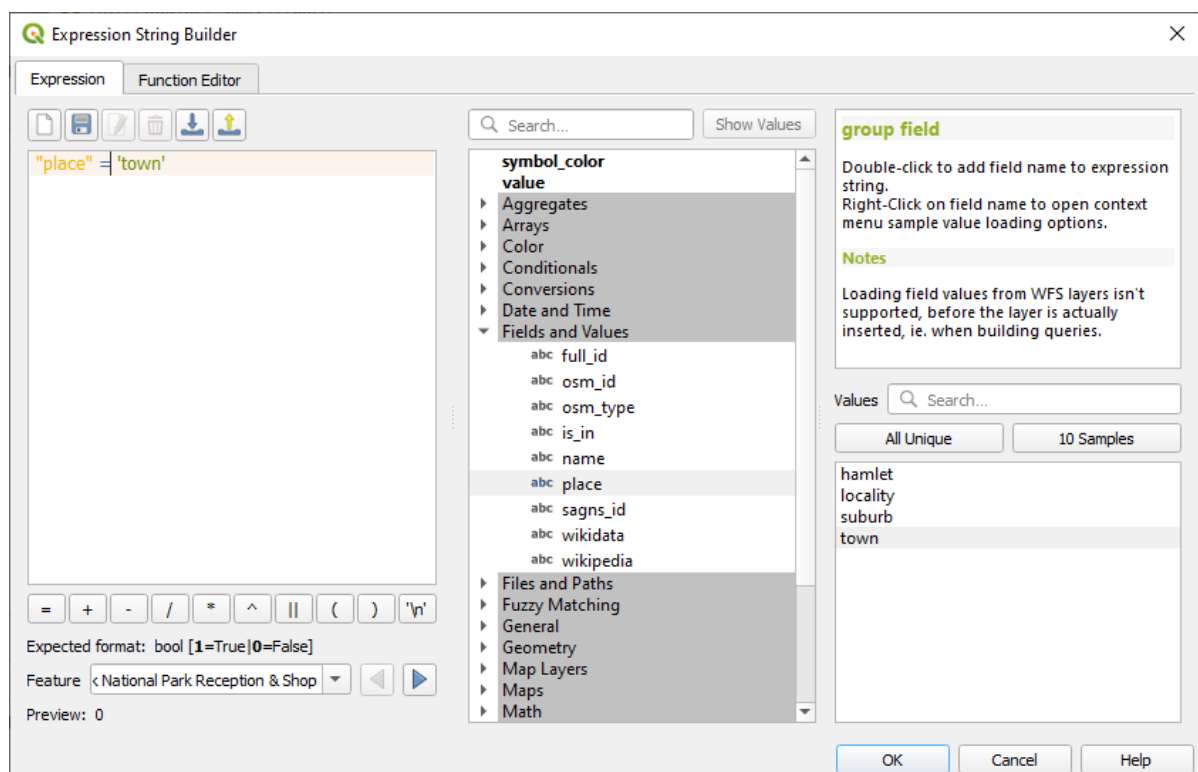 Expression String Builder
Expression
Function Editor
"place" = 'town'
= + - / * ^ || ( ) '\n'
Expected format: bool [1=True|0=False]
Feature ‹ National Park Reception & Shop
Preview: 0
Search...
Show Values
symbol_color
value
Aggregates
Arrays
Color
Conditionals
Conversions
Date and Time
Fields and Values
abc full_id
abc osm_id
abc osm_type
abc is_in
abc name
abc place
abc sagns_id
abc wikidata
abc wikipedia
Files and Paths
Fuzzy Matching
General
Geometry
Map Layers
Maps
Math
group field
Double-click to add field name to expression
string.
Right-Click on field name to open context
menu sample value loading options.
Notes
Loading field values from WFS layers isn't
supported, before the layer is actually
inserted, ie. when building queries.
Values Search...
All Unique
10 Samples
hamlet
locality
suburb
town
OK
Cancel
Help